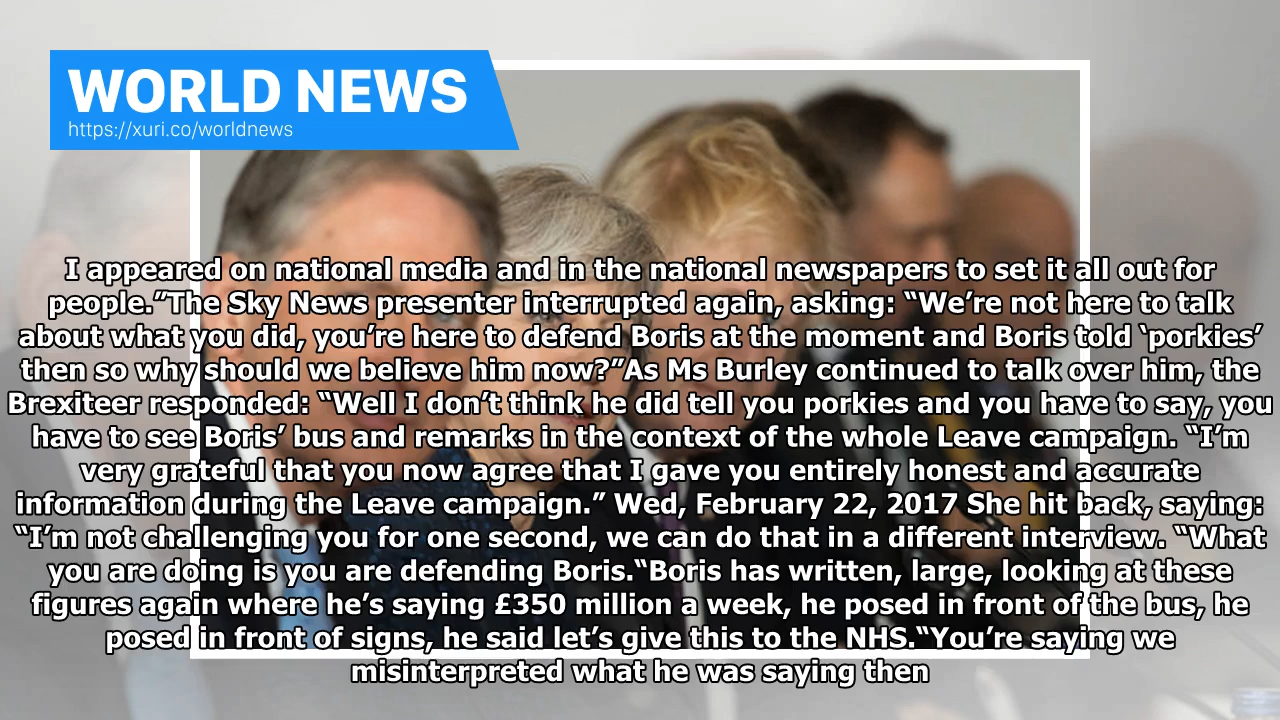 WORLD NEWS
https://xuri.co/worldnews
I appeared on national media and in the national newspapers to set it all out for
people.”The Sky News presenter interrupted again, asking: “We’re not here to talk
about what you did, you’re here to defend Boris at the moment and Boris told ‘porkies’
then so why should we believe him now?”As Ms Burley continued to talk over him, the
Brexiteer responded: “Well I don’t think he did tell you porkies and you have to say, you
have to see Boris’ bus and remarks in the context of the whole Leave campaign. “I’m
very grateful that you now agree that I gave you entirely honest and accurate
information during the Leave campaign.” Wed, February 22, 2017 She hit back, saying:
“I’m not challenging you for one second, we can do that in a different interview. “What
you are doing is you are defending Boris.“Boris has written, large, looking at these
figures again where he’s saying £350 million a week, he posed in front of the bus, he
posed in front of signs, he said let’s give this to the NHS.“You’re saying we
misinterpreted what he was saying then